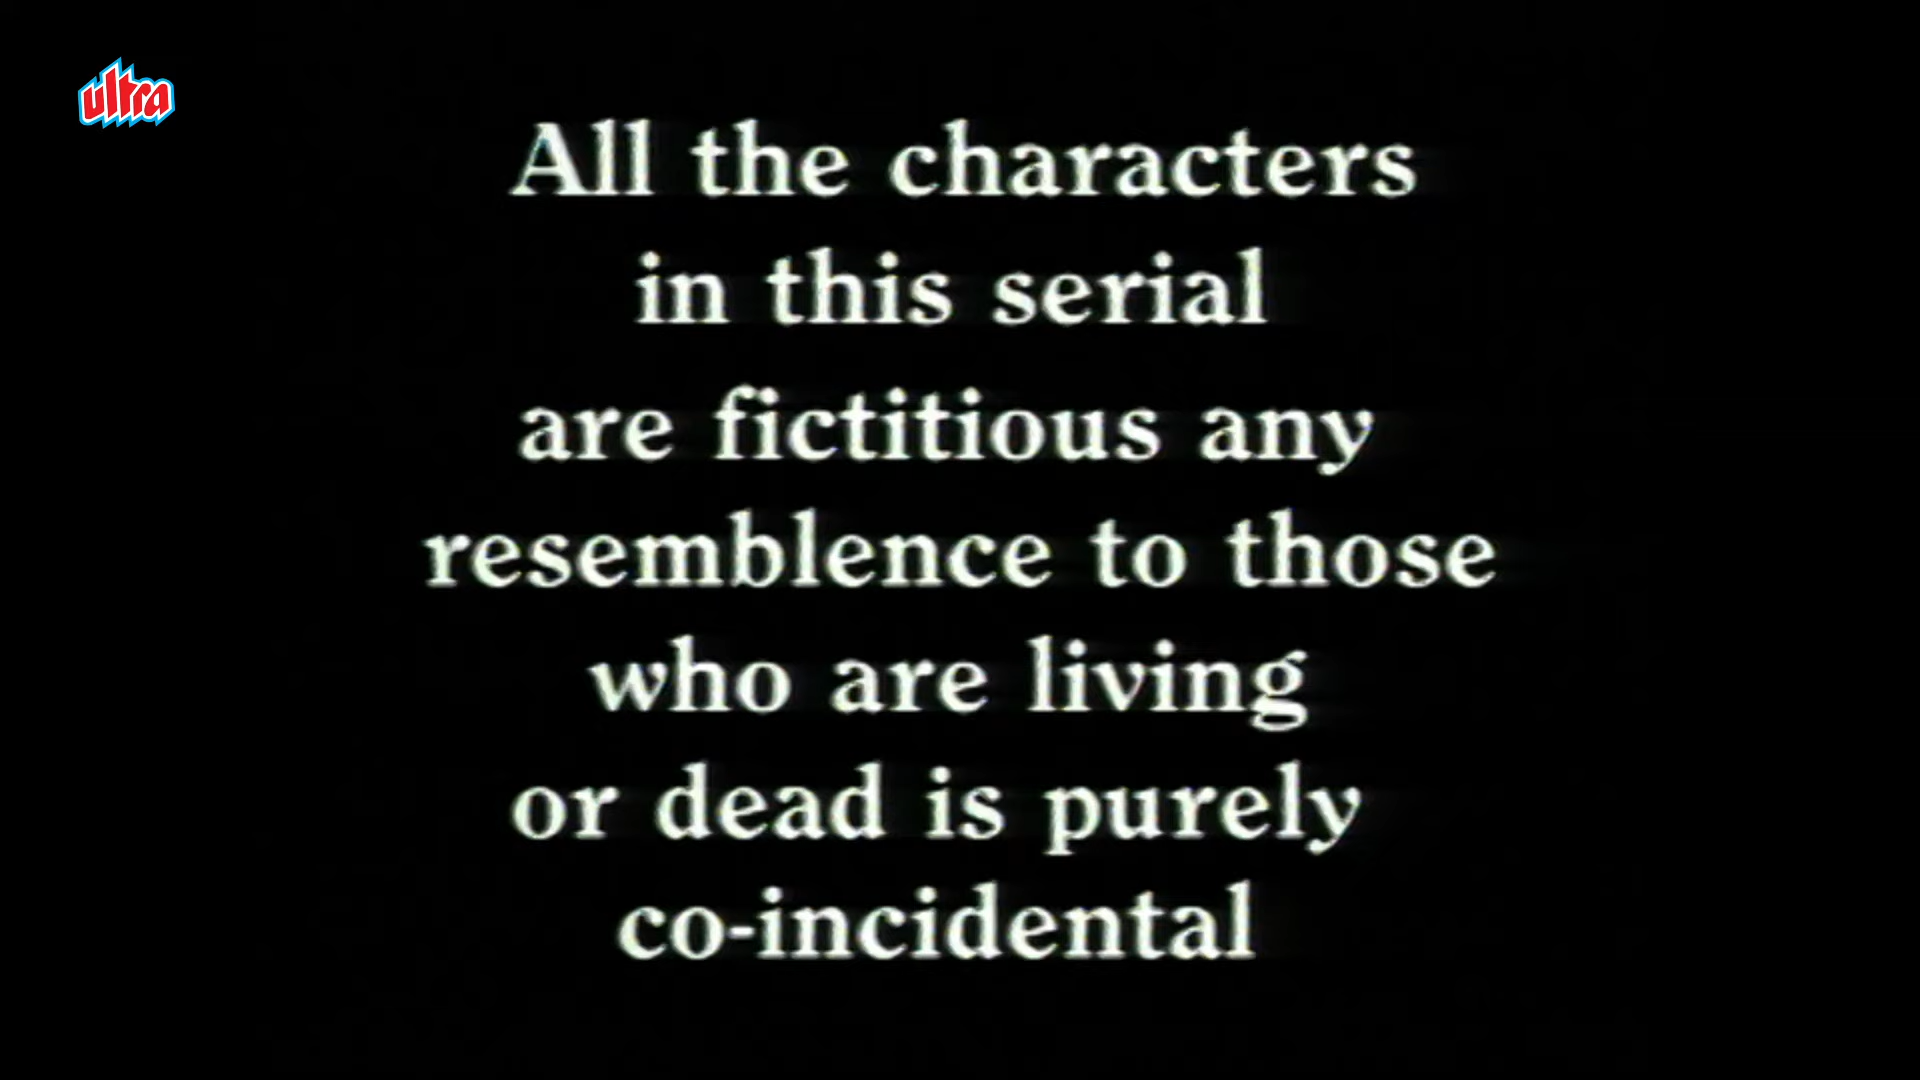 ultra
All the characters
in this serial
are fictitious any
resemblence to those
who are living
or dead is purely
co-incidental